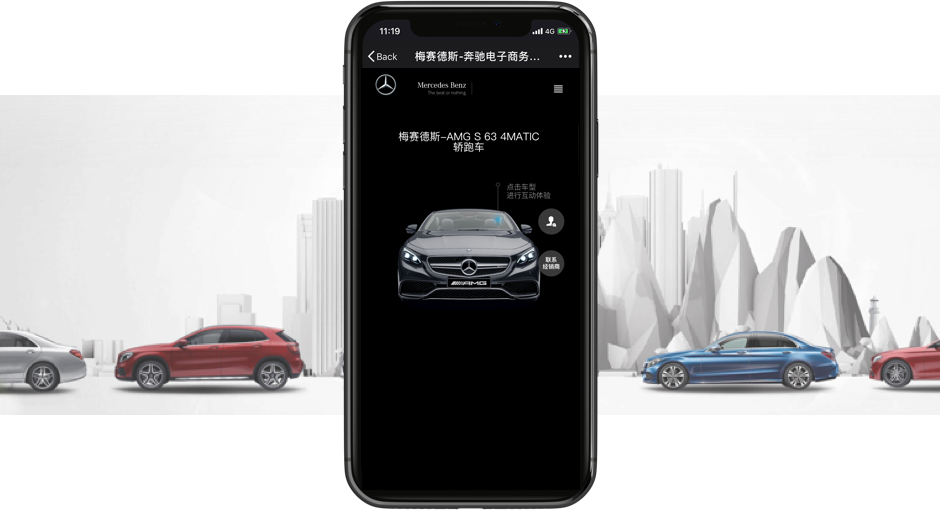 11:19
4G
Back
梅赛德斯-奔驰电子商务...
Mercedes Benz
The best or nothing
梅赛德斯-AMG S 63 4MATIC
轿跑车
点击车型
进行互动体验
联系
经销商
AMG